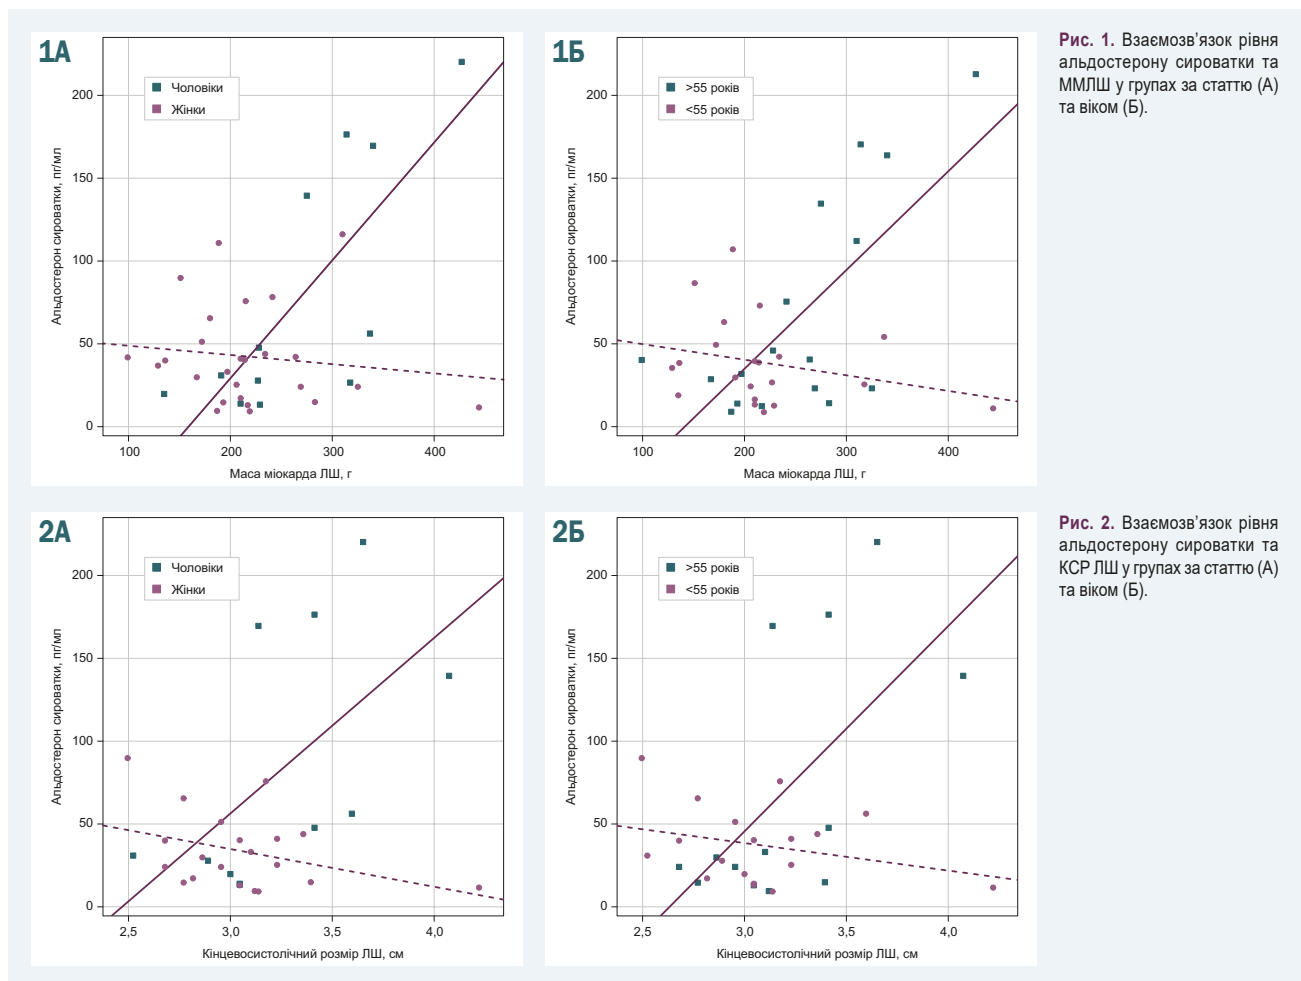 1А
Чоловіки
Жінки
Альдостерон сироватки, пг/мл
200
150
100
50
0
100 200 300 400
Маса міокарда ЛШ, г
1Б
>55 років
<55 років
Альдостерон сироватки, пг/мл
200
150
100
50
0
100 200 300 400
Маса міокарда ЛШ, г
Рис. 1. Взаємозв’язок рівня
альдостерону сироватки та
ММЛШ у групах за статтю (А)
та віком (Б).
2А
Чоловіки
Жінки
Альдостерон сироватки, пг/мл
200
150
100
50
0
2,5 3,0 3,5 4,0
Кінцевосистолічний розмір ЛШ, см
2Б
>55 років
<55 років
Альдостерон сироватки, пг/мл
200
150
100
50
0
2,5 3,0 3,5 4,0
Кінцевосистолічний розмір ЛШ, см
Рис. 2. Взаємозв’язок рівня
альдостерону сироватки та
КСР ЛШ у групах за статтю (А)
та віком (Б).